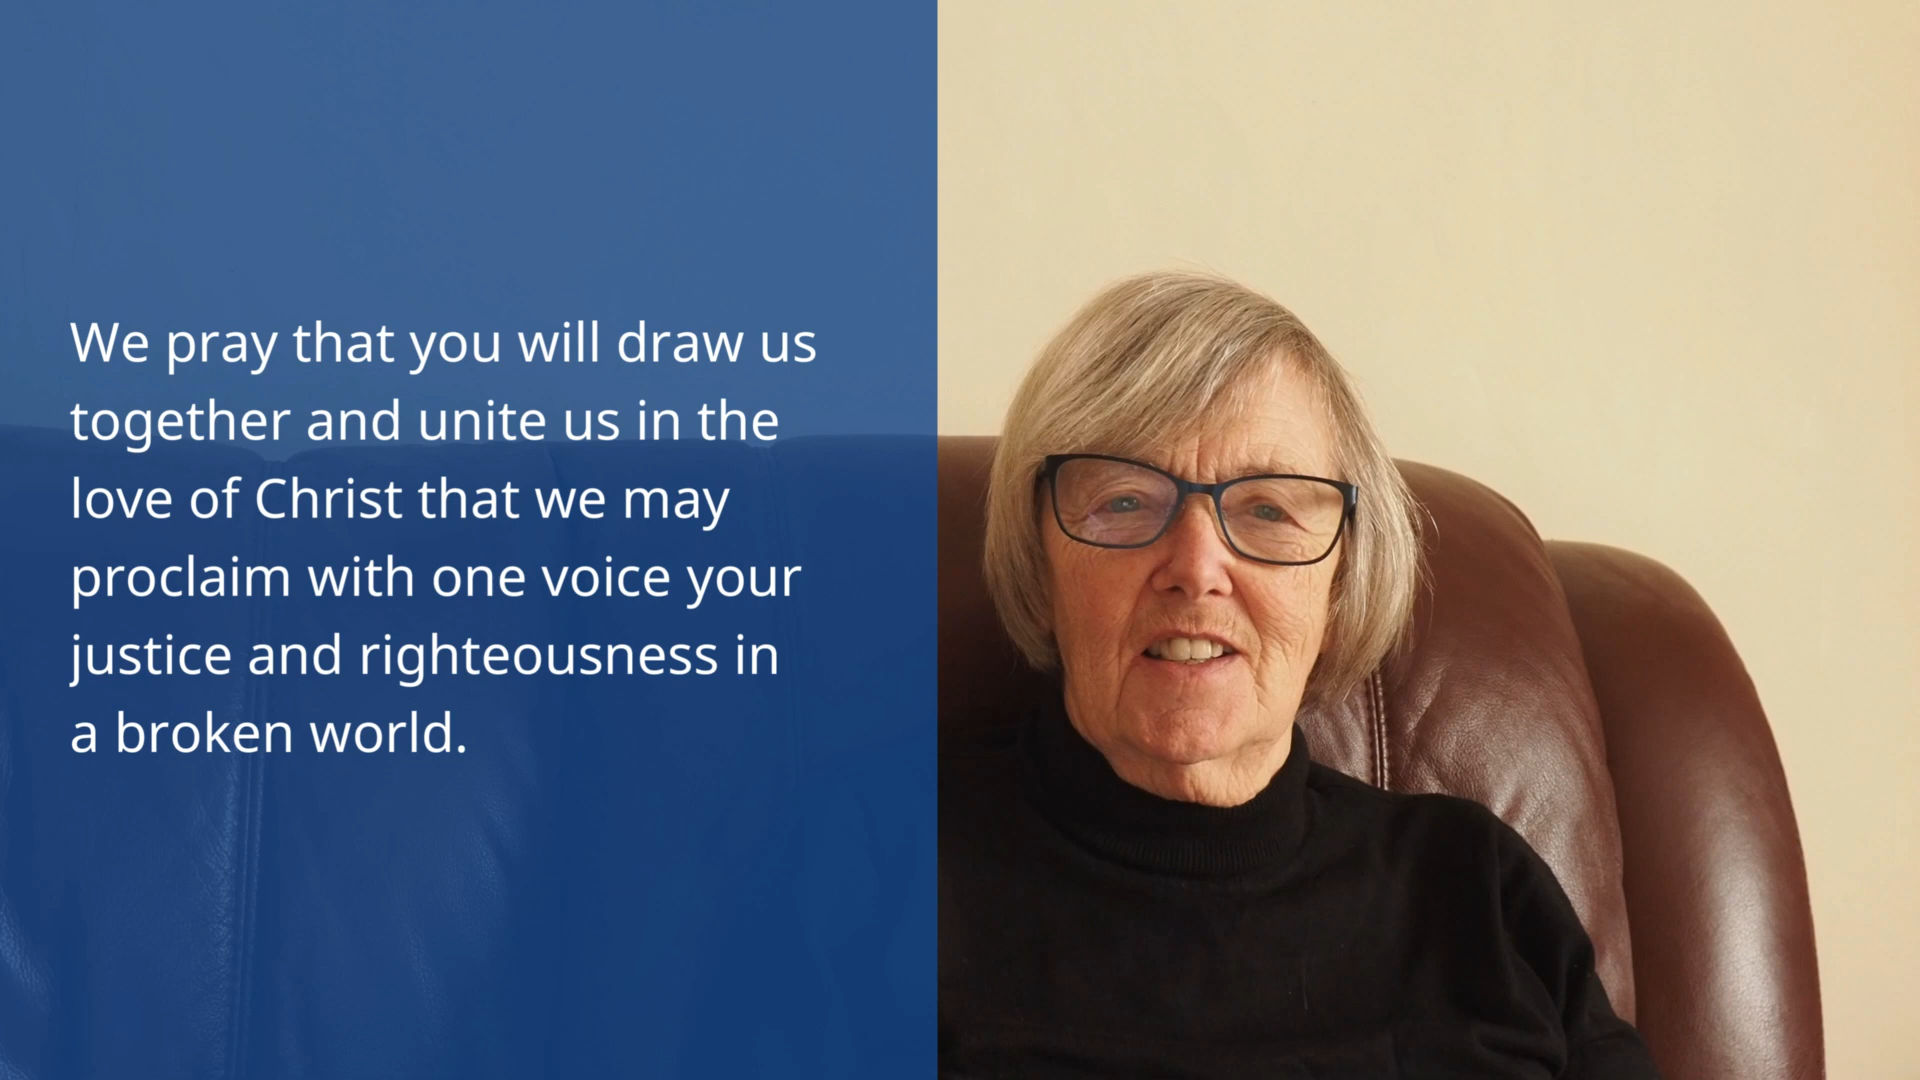 We pray that you will draw us
together and unite us in the
love of Christ that we may
proclaim with one voice your
justice and righteousness in
a broken world.